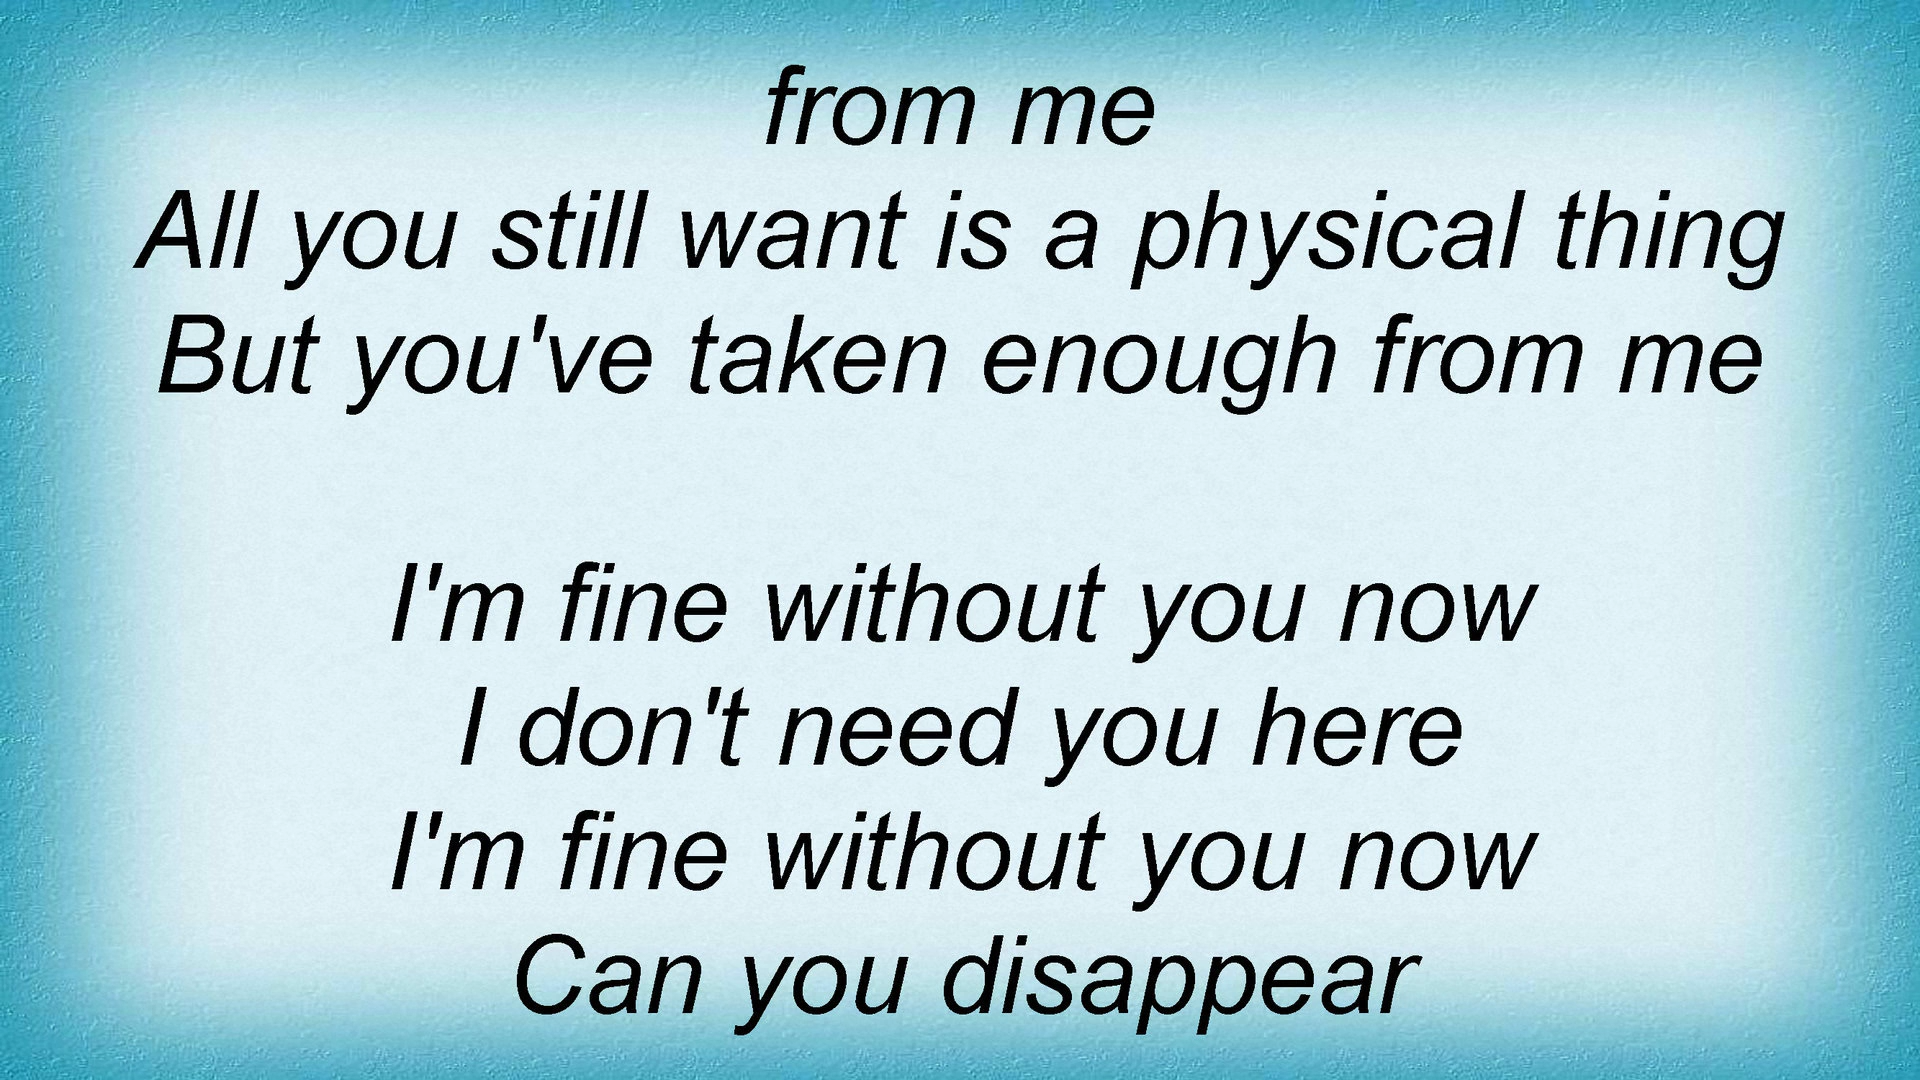 from me
All you still want is a physical thing
But you've taken enough from me
I'm fine without you now
I don't need you here
I'm fine without you now
Can you disappear